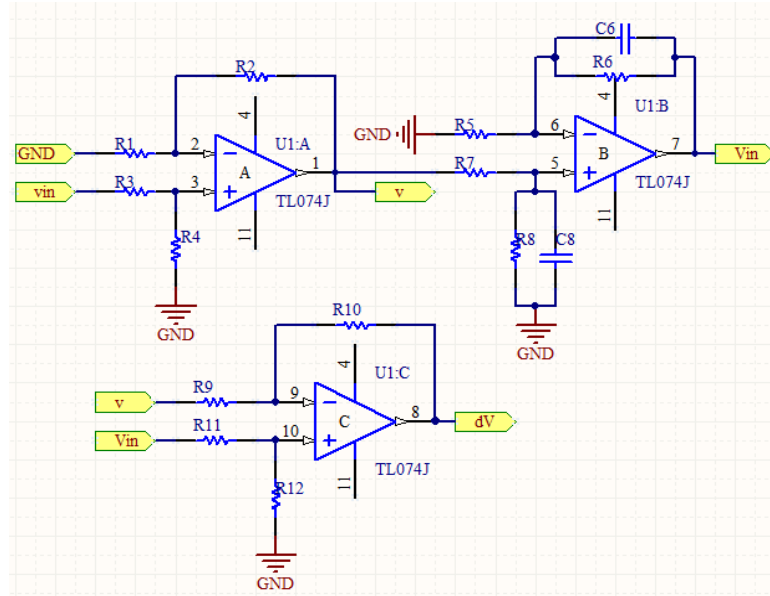 C6
R2
R6
4
4
U1:B
GND
R1
2
U1:A
GND
R5
6
7
Vin
A
1
B
vin
R3
3
R7
5
TL074J
v
TL074J
R4
11
11
R8
C8
GND
GND
R10
4
U1:C
v
R9
9
8
dV
C
Vin
R11
10
TL074J
11
R12
GND